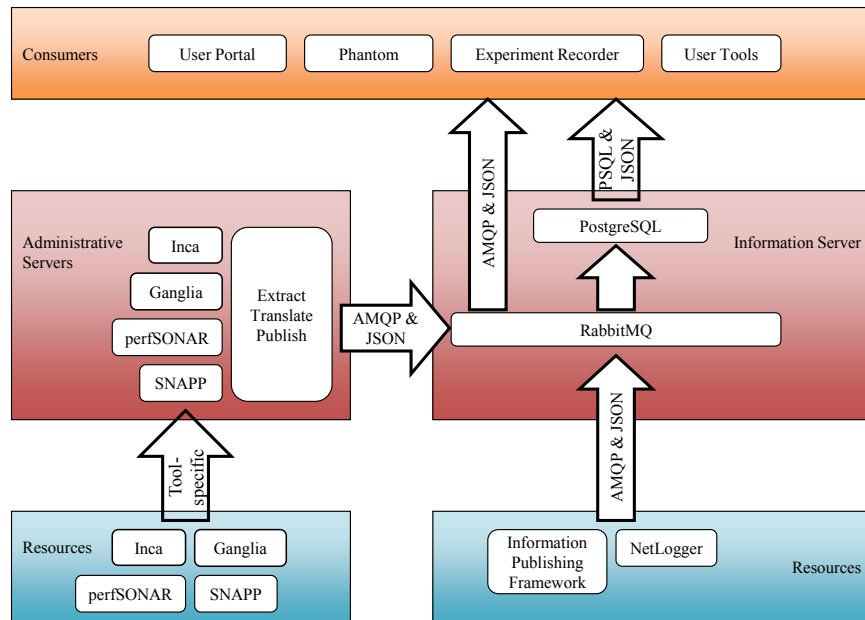 Consumers
User Portal
Phantom
Experiment Recorder
User Tools
AMQP & JSON
PSQL &
JSON
Administrative
Servers
Inca
Ganglia
perfSONAR
SNAPP
Extract
Translate
Publish
AMQP &
JSON
PostgreSQL
Information Server
RabbitMQ
Tool-
specific
AMQP & JSON
Resources
Inca
Ganglia
perfSONAR
SNAPP
Information
Publishing
Framework
NetLogger
Resources